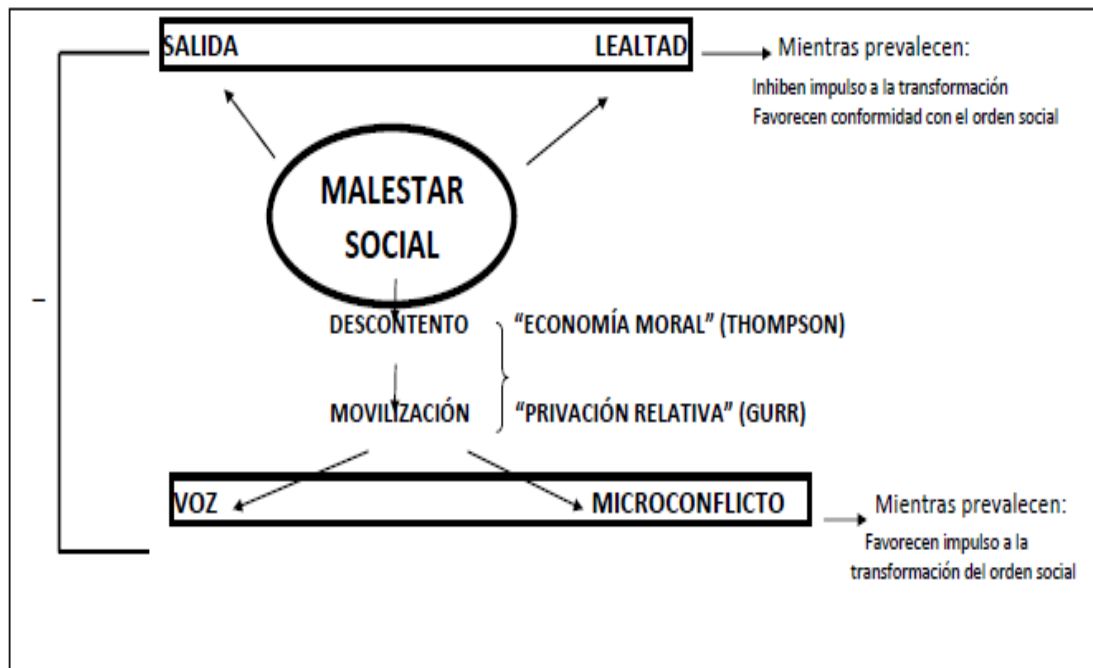 SALIDA LEALTAD Mientras prevalecen:
Inhiben impulso a la transformación
Favorecen conformidad con el orden social
MALESTAR
SOCIAL
–
DESCONTENTO “ECONOMÍA MORAL” (THOMPSON)
MOVILIZACIÓN “PRIVACIÓN RELATIVA” (GURR)
VOZ MICROCONFLICTO Mientras prevalecen:
Favorecen impulso a la
transformación del orden social